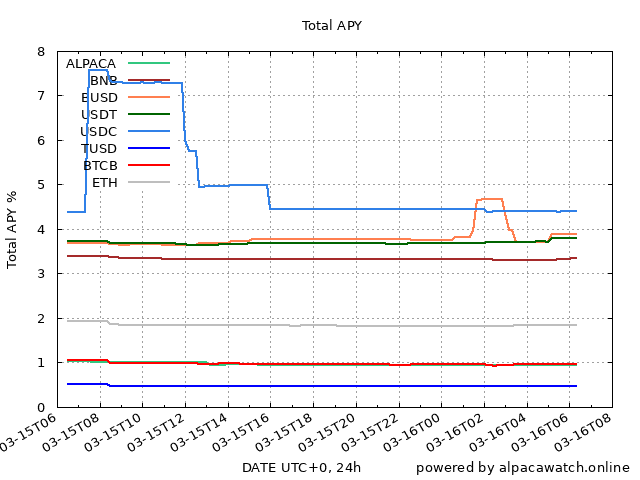 Total APY
Total APY %
8
7
6
5
4
3
2
1
0
ALPACA
BNB
BUSD
USDT
USDC
TUSD
BTCB
ETH
03-15T06
03-15T08
03-15T10
03-15T12
03-15T14
03-15T16
03-15T18
03-15T20
03-15T22
03-16T00
03-16T02
03-16T04
03-16T06
03-16T08
DATE UTC+0, 24h
powered by alpacawatch.online